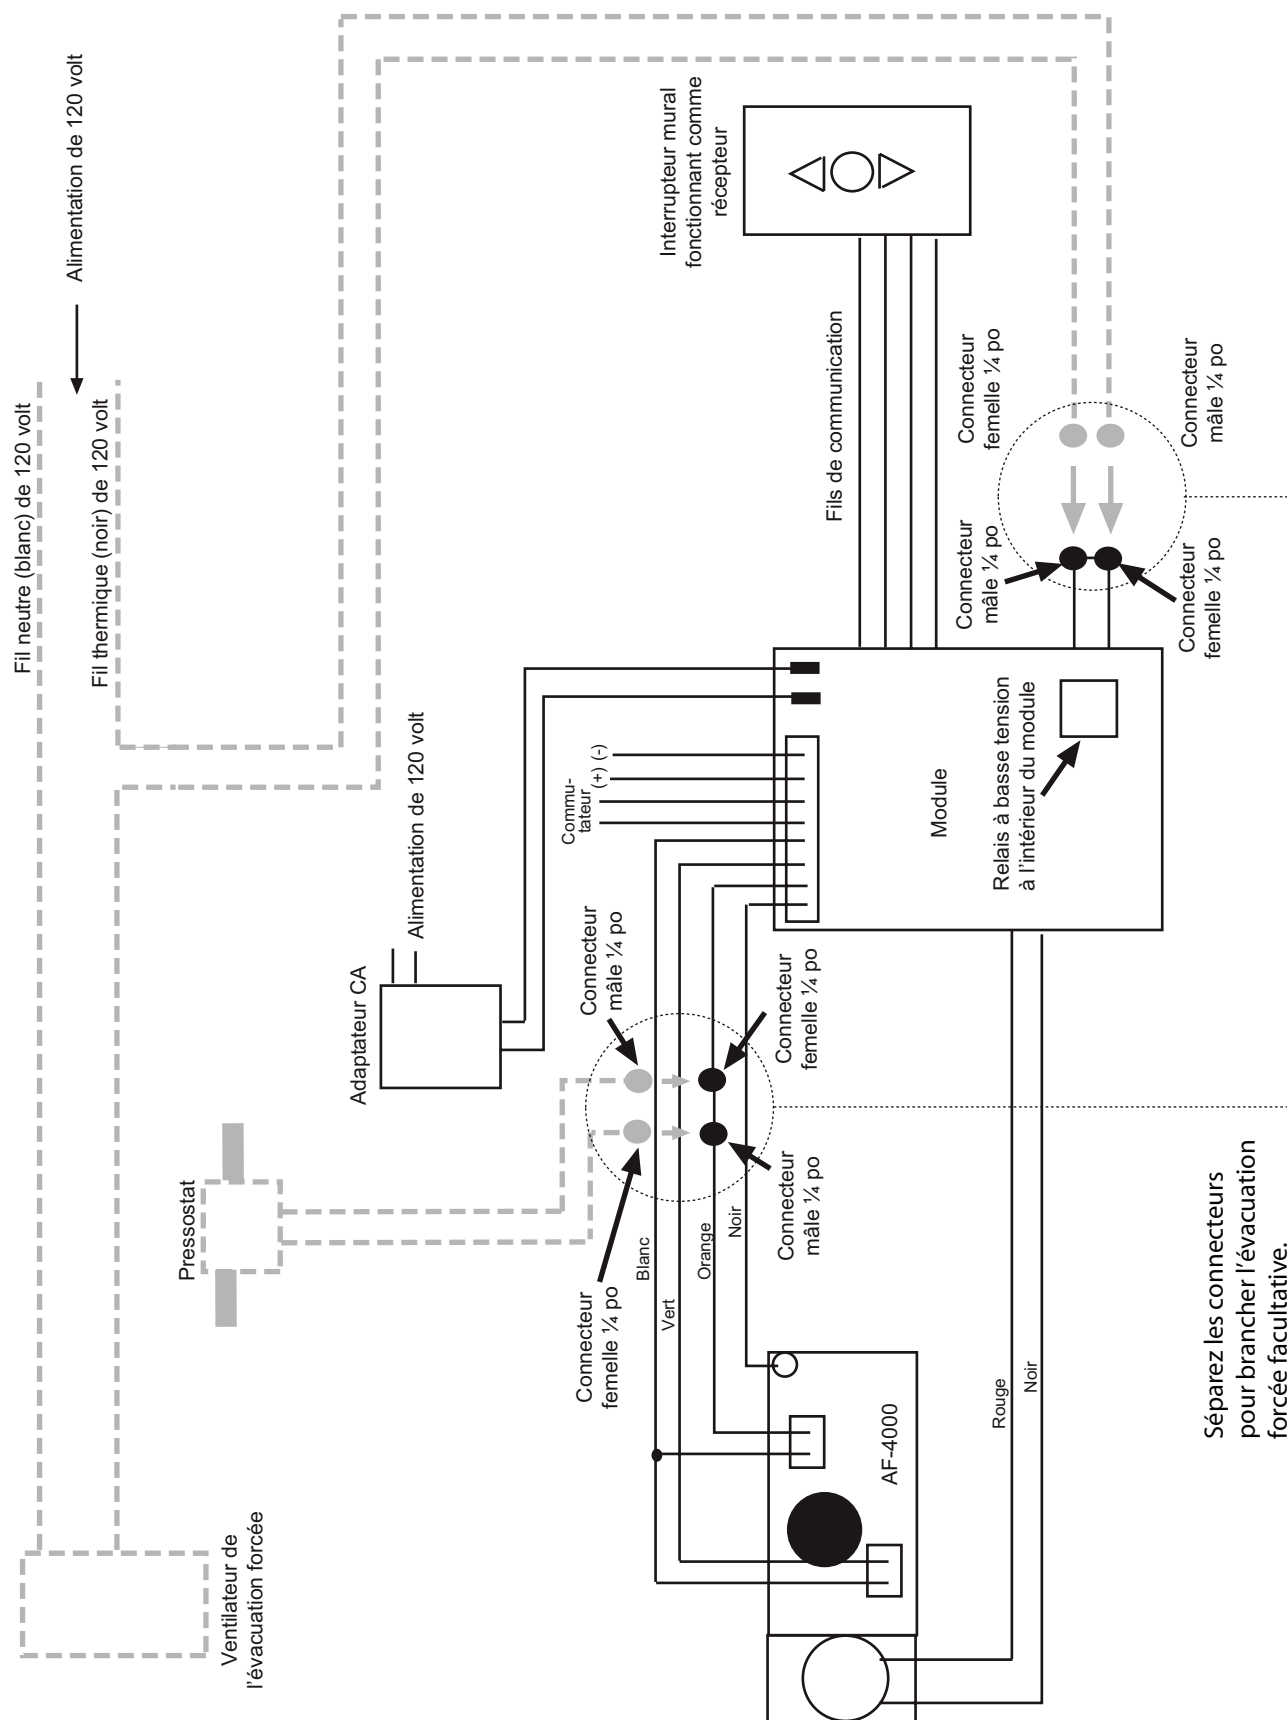 Fil neutre (blanc) de 120 volt
Alimentation de 120 volt
Fil thermique (noir) de 120 volt
Ventilateur de
l'évacuation forcée
Pressostat
Adaptateur CA
Alimentation de 120 volt
Interrupteur mural
fonctionnant comme
récepteur
Fils de communication
Commu-
tateur
(+) (-)
Connecteur
mâle ¼ po
Connecteur
femelle ¼ po
Connecteur
femelle ¼ po
Connecteur
mâle ¼ po
Blanc
Vert
Orange
Noir
Module
Relais à basse tension
à l'intérieur du module
Connecteur
femelle ¼ po
Connecteur
mâle ¼ po
Connecteur
mâle ¼ po
Connecteur
femelle ¼ po
AF-4000
Rouge
Noir
Séparez les connecteurs
pour brancher l'évacuation
forcée facultative.